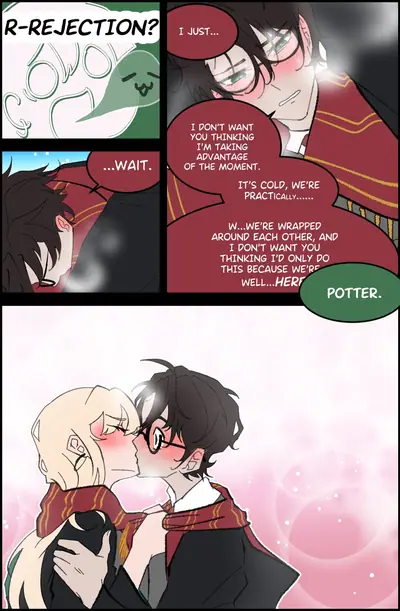 R-REJECTION?
I JUST...
I DON'T WANT
YOU THINKING
I'M TAKING
ADVANTAGE
OF THE MOMENT.
...WAIT.
IT'S COLD, WE'RE
PRACTICALLY......
W...WE'RE WRAPPED
AROUND EACH OTHER, AND
I DON'T WANT YOU
THINKING I'D ONLY DO
THIS BECAUSE WE'RE
WELL...HERE
POTTER.